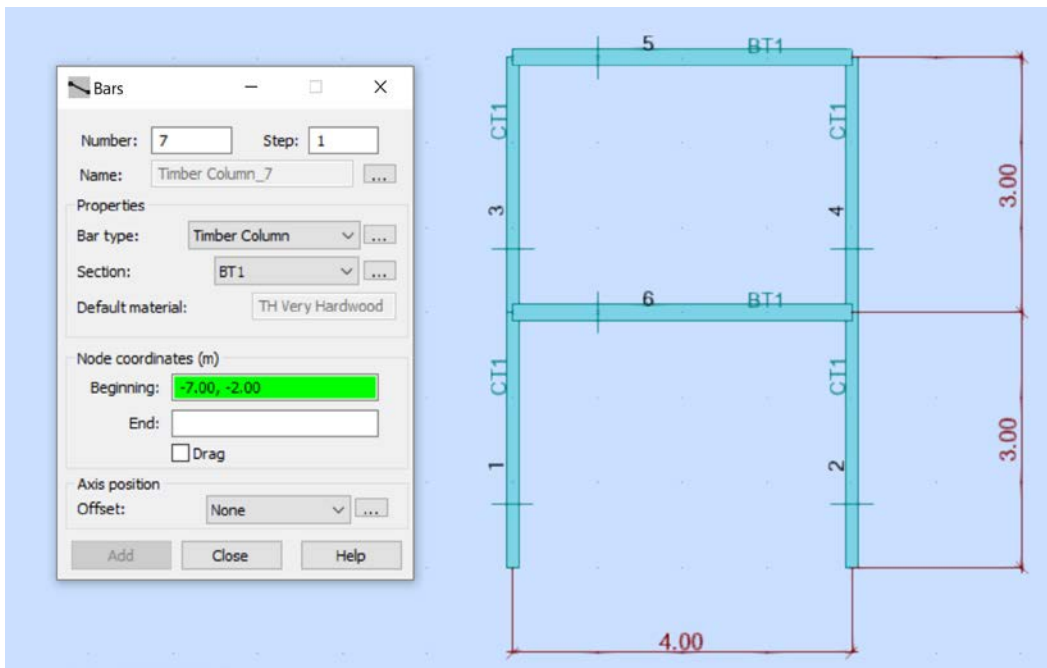 Bars
Number: 7 Step: 1
Name: Timber Column_7 ...
Properties
Bar type: Timber Column ...
Section: BT1 ...
Default material: TH Very Hardwood
Node coordinates (m)
Beginning: -7.00, -2.00
End:
Drag
Axis position
Offset: None ...
Add Close Help
5 BT1
CT1 CT1
3 4 3.00
6 BT1
CT1 CT1
1 2 3.00
4.00